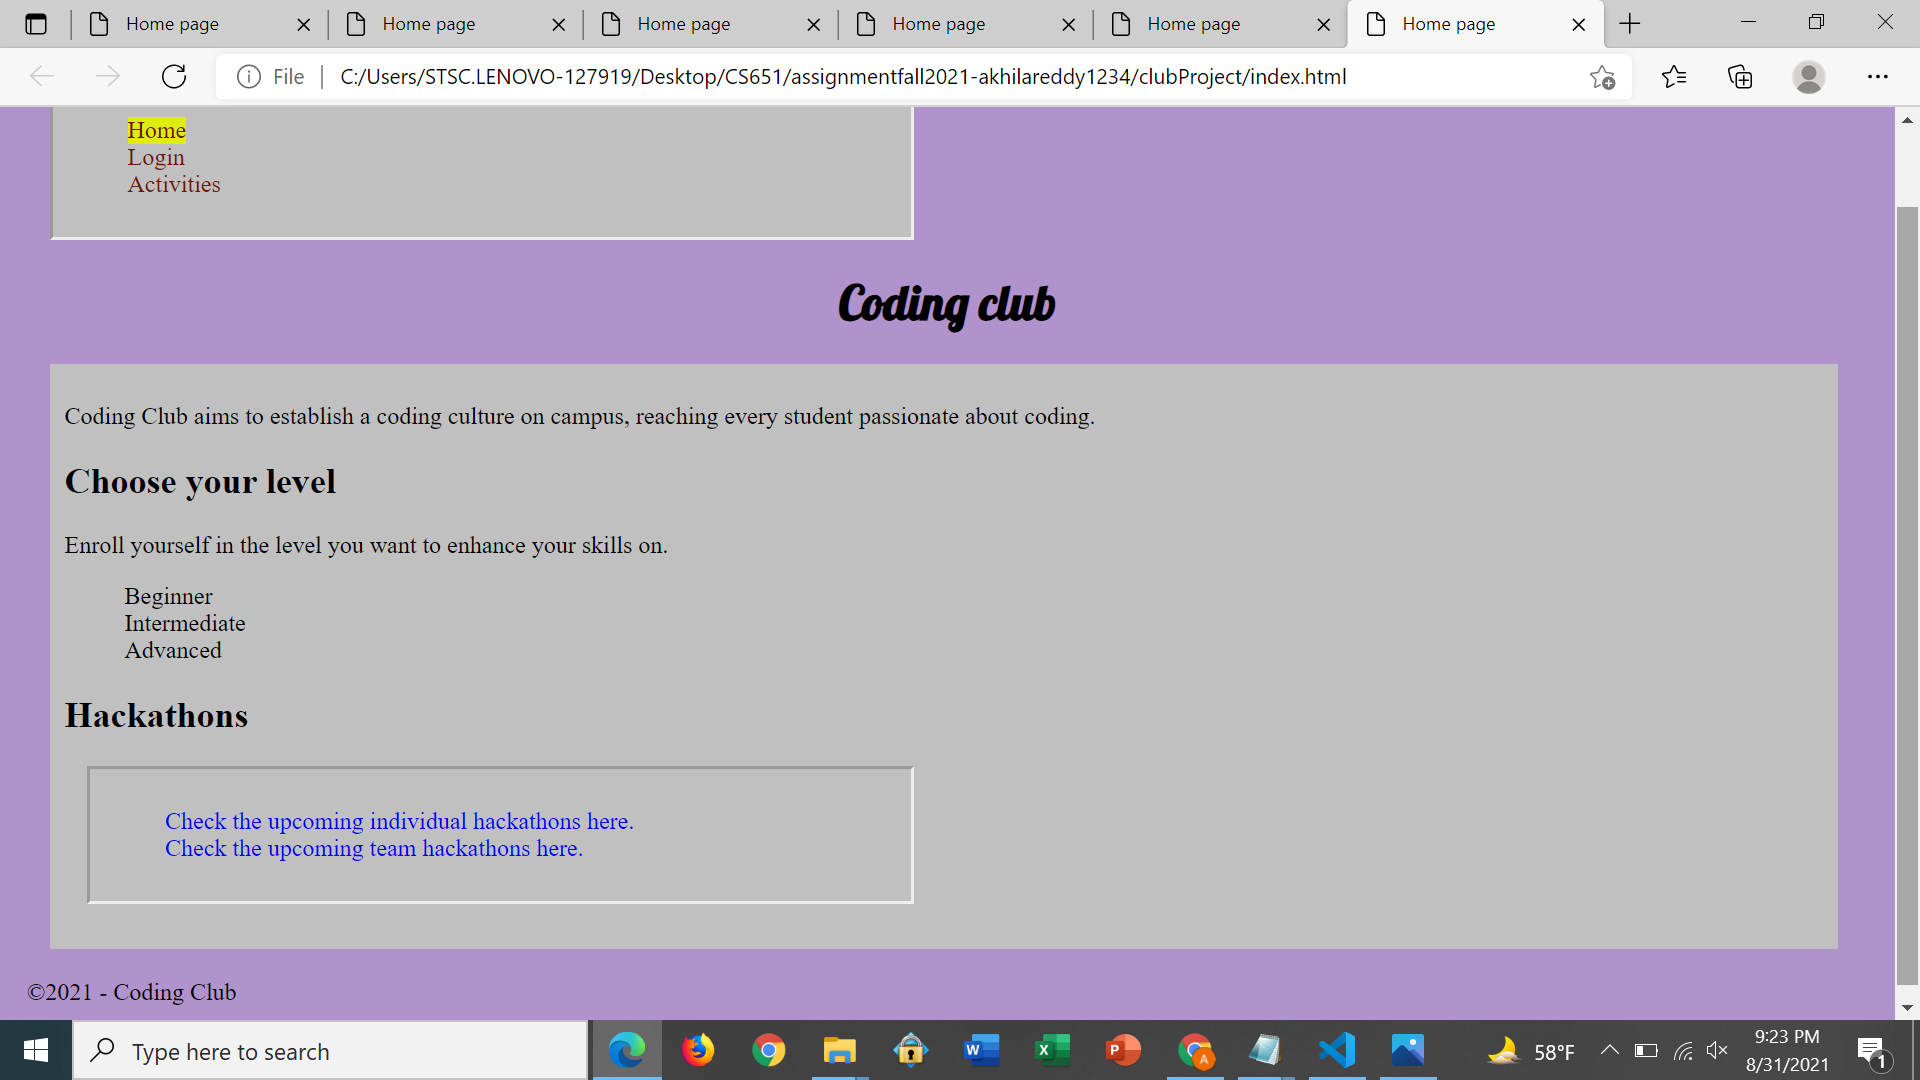 Home page
Home page
Home page
Home page
Home page
Home page
File
C:/Users/STSC.LENOVO-127919/Desktop/CS651/assignmentfall2021-akhilareddy1234/clubProject/index.html
Home
Login
Activities
Coding club
Coding Club aims to establish a coding culture on campus, reaching every student passionate about coding.
Choose your level
Enroll yourself in the level you want to enhance your skills on.
Beginner
Intermediate
Advanced
Hackathons
Check the upcoming individual hackathons here.
Check the upcoming team hackathons here.
©2021 - Coding Club
Type here to search
W
X
P
A
58°F
9:23 PM
8/31/2021
1